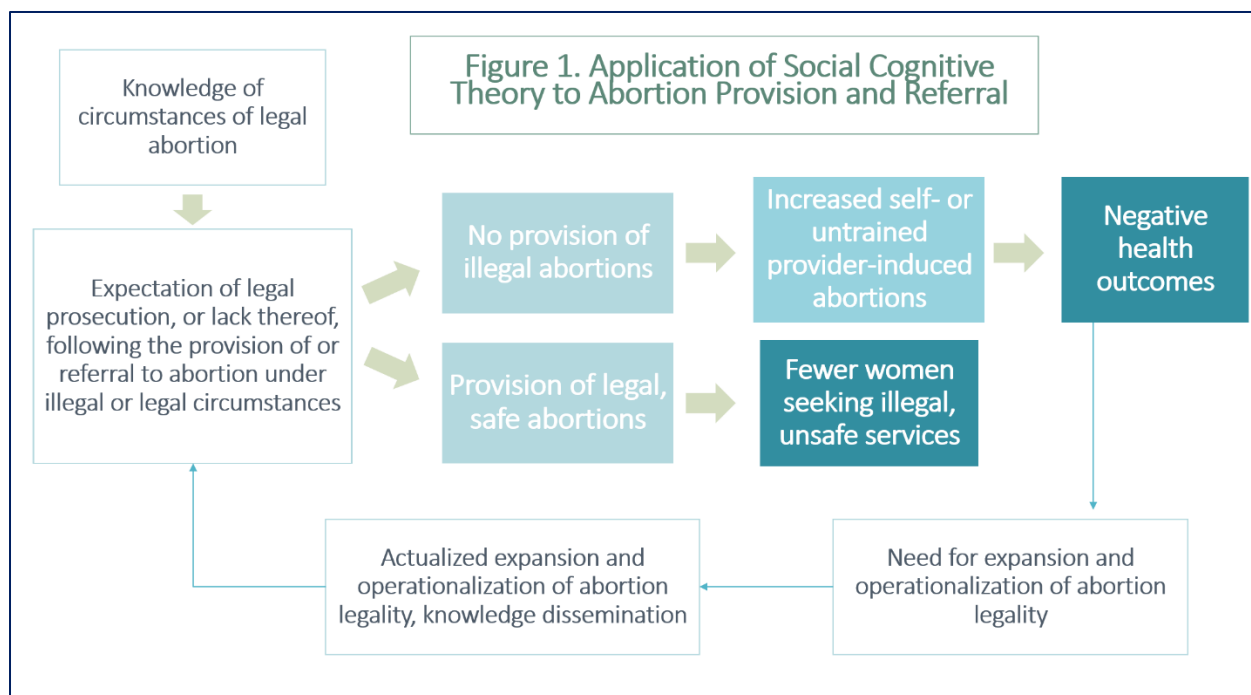 Figure 1. Application of Social Cognitive
Theory to Abortion Provision and Referral
Knowledge of
circumstances of legal
abortion
Expectation of legal
prosecution, or lack thereof,
following the provision of or
referral to abortion under
illegal or legal circumstances
No provision of
illegal abortions
Increased self- or
untrained
provider-induced
abortions
Negative
health
outcomes
Provision of legal,
safe abortions
Fewer women
seeking illegal,
unsafe services
Need for expansion and
operationalization of abortion
legality
Actualized expansion and
operationalization of abortion
legality, knowledge dissemination